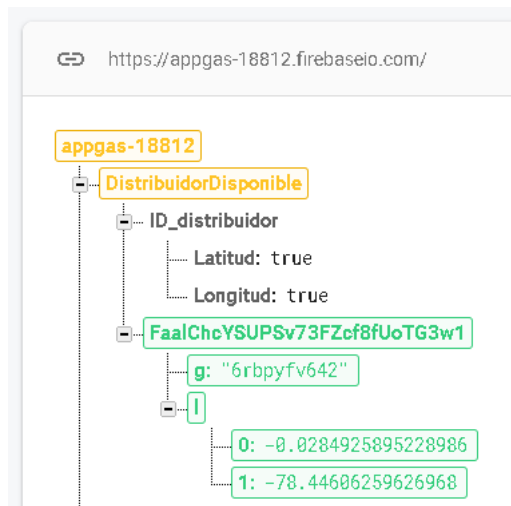 https://appgas-18812.firebaseio.com/
appgas-18812
DistribuidorDisponible
ID_distribuidor
Latitud: true
Longitud: true
FaalChcYSUPSv73FZcf8fUoTG3w1
g: "6rbpyfv642"
l
0: -0.0284925895228986
1: -78.44606259626968